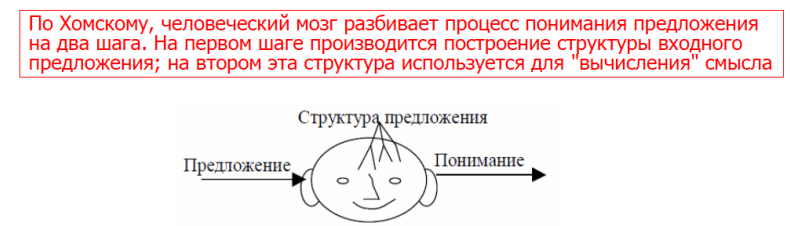 По Хомскому, человеческий мозг разбивает процесс понимания предложения
на два шага. На первом шаге производится построение структуры входного
предложения; на втором эта структура используется для "вычисления" смысла
Структура предложения
Предложение
Понимание